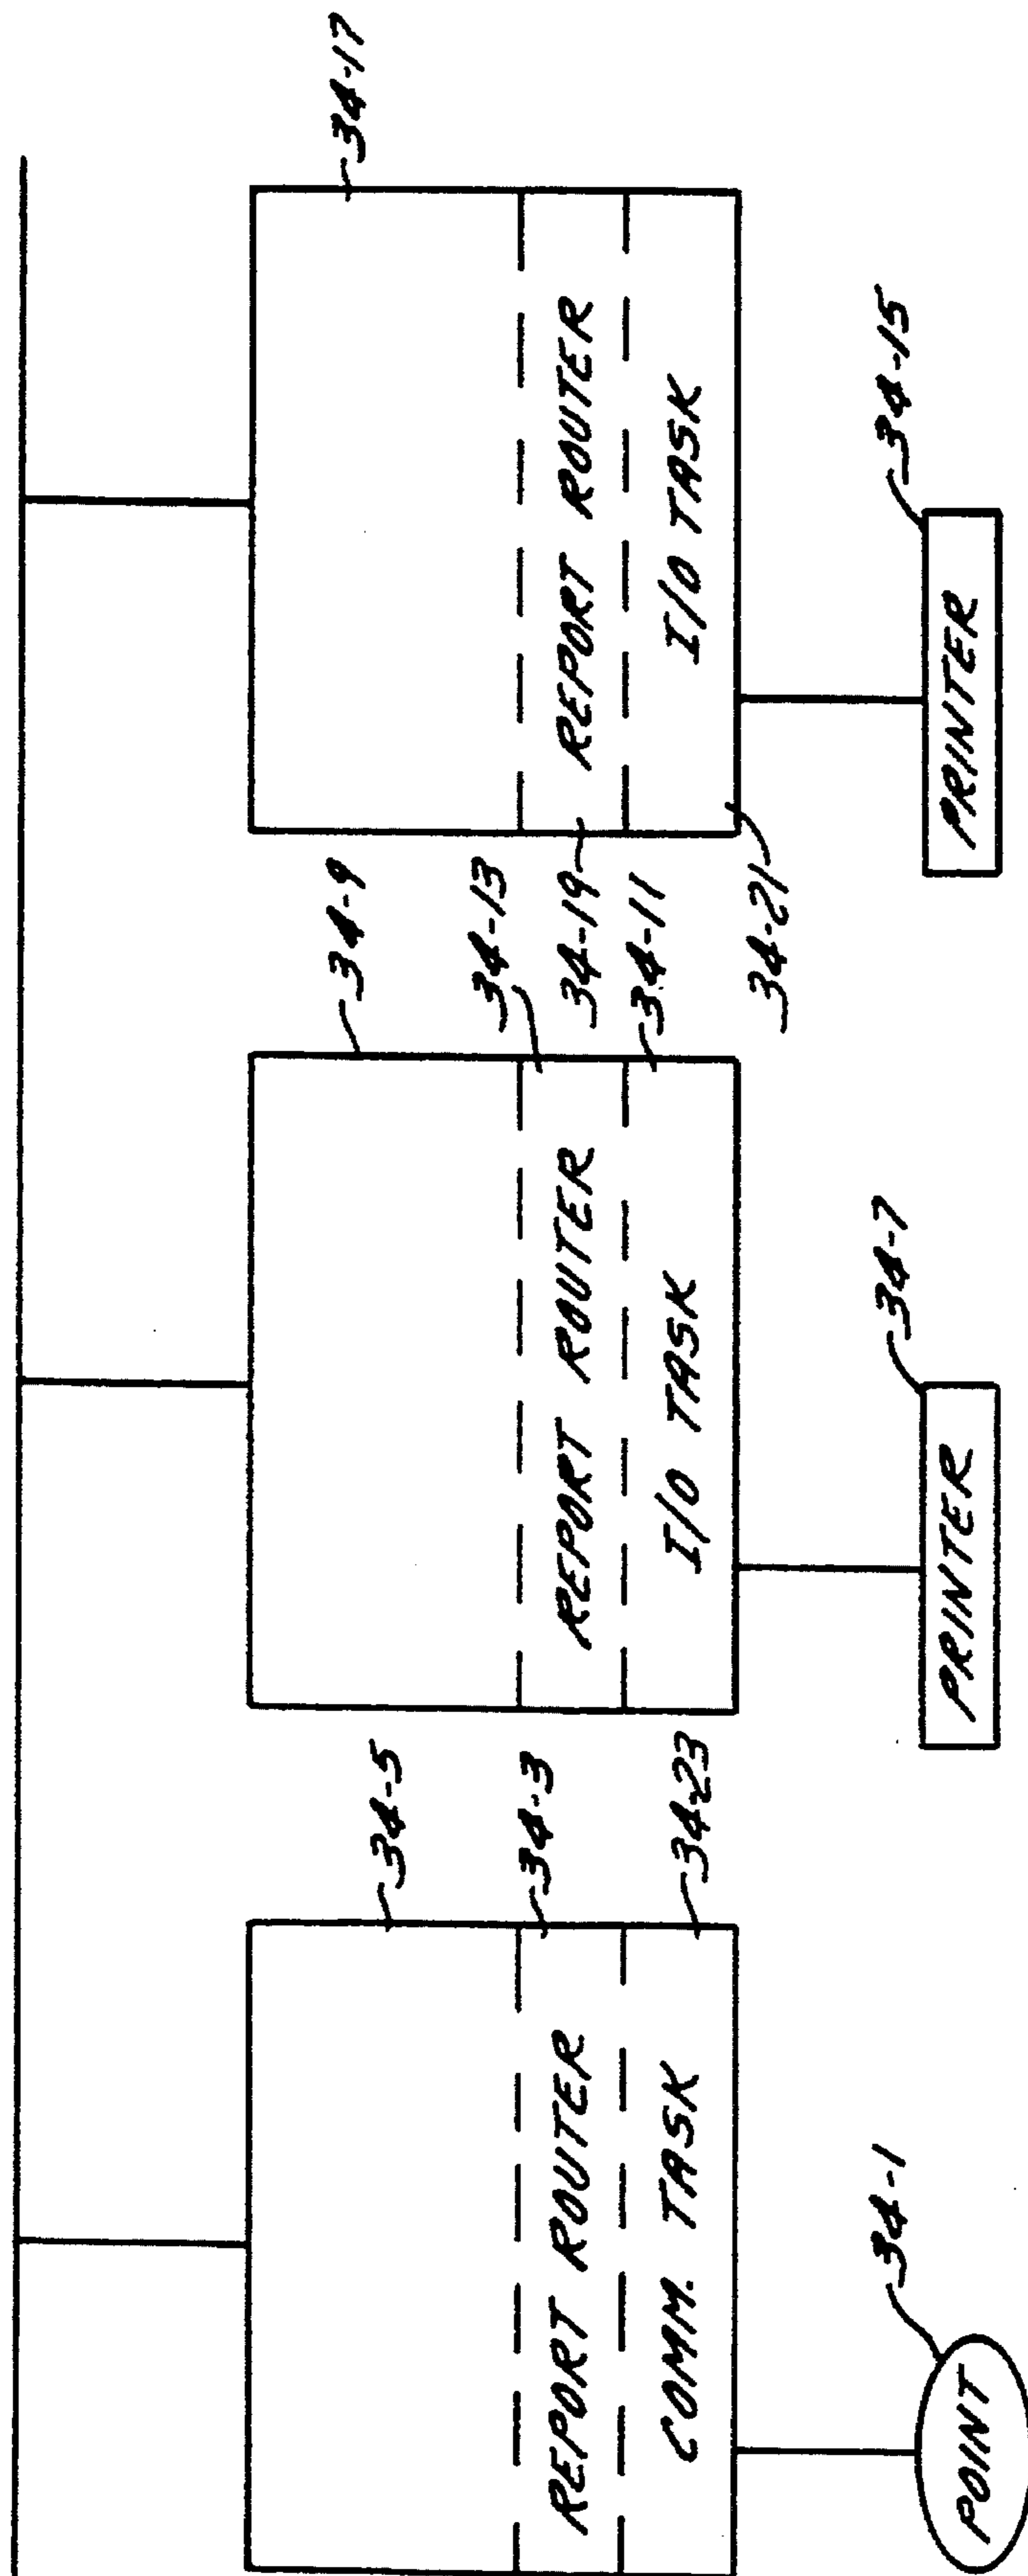 34-5
34-9
34-17
34-3
34-13
REPORT ROUTER
REPORT ROUTER
34-19
REPORT ROUTER
34-23
34-11
COMM. TASK
I/O TASK
I/O TASK
34-21
34-1
34-7
34-15
POINT
PRINTER
PRINTER